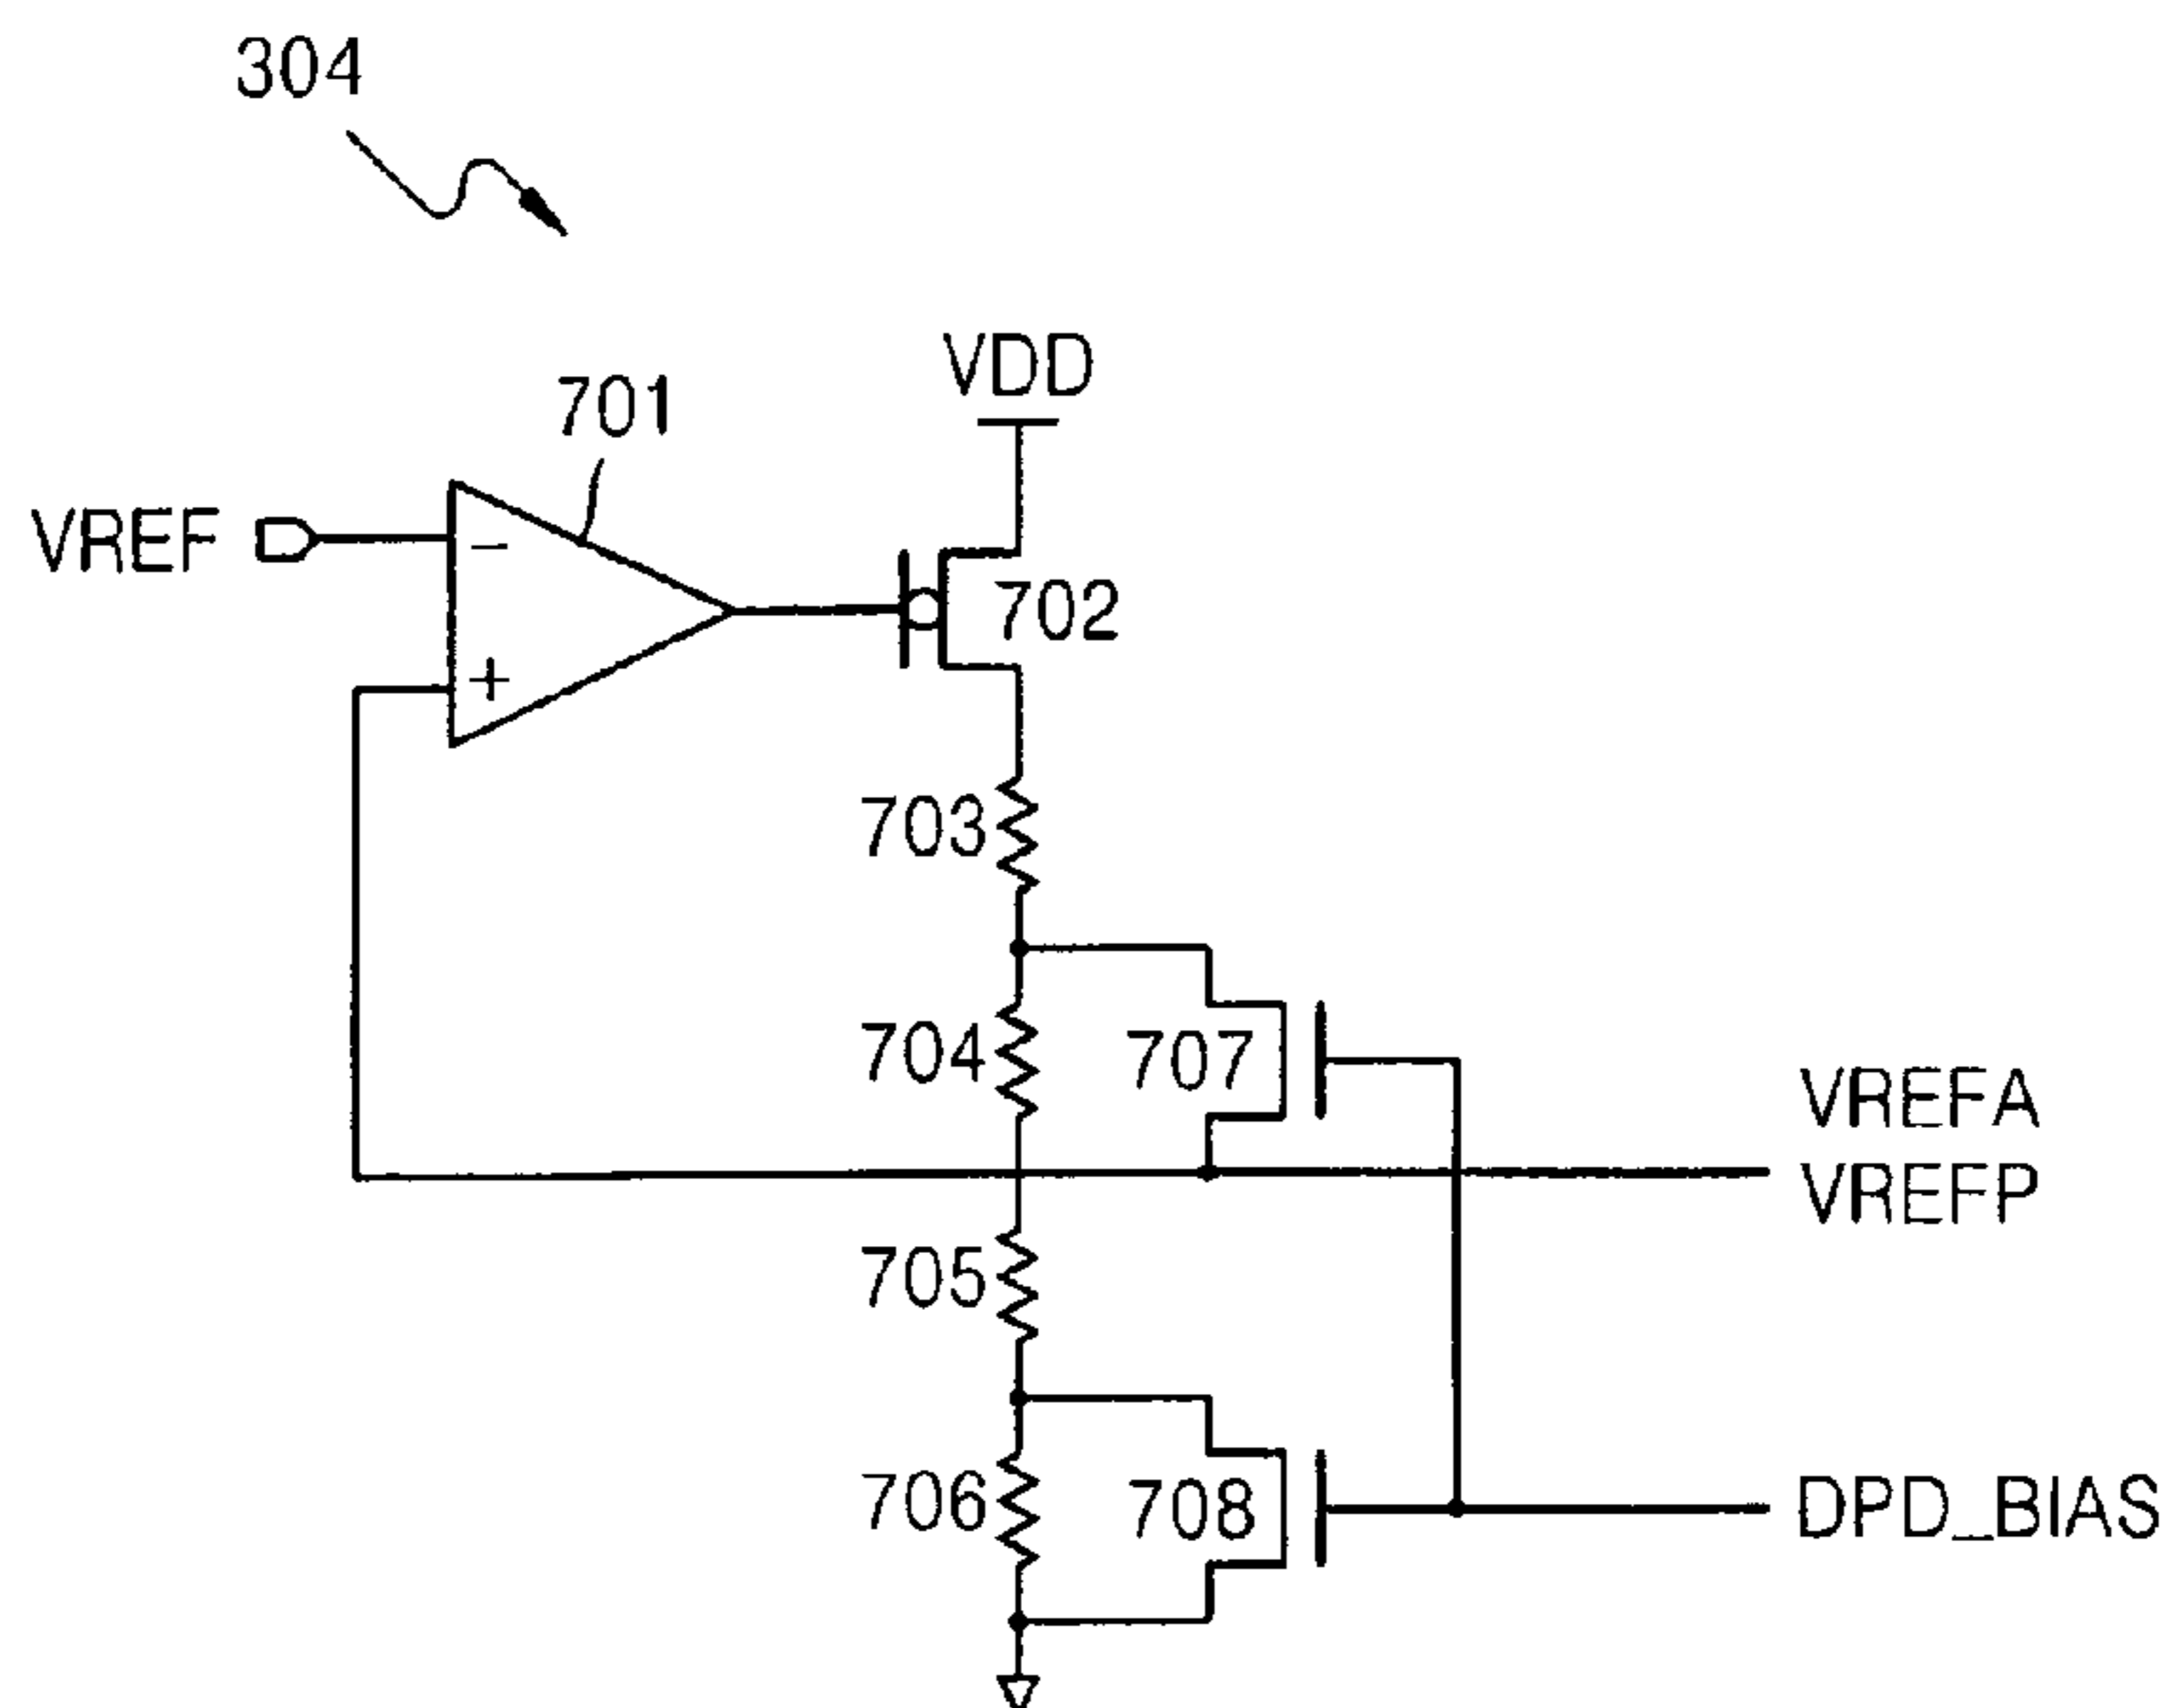 304
VDD
701
VREF
-
702
+
703
704
707
VREFA
VREFP
705
706
708
DPD_BIAS